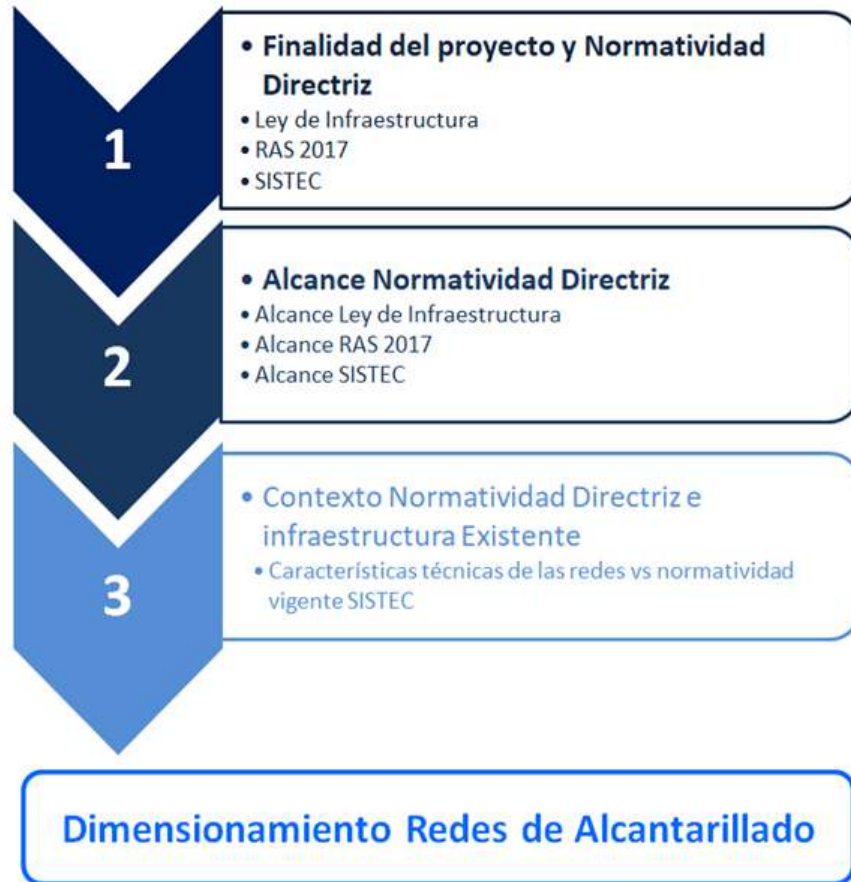 1
• Finalidad del proyecto y Normatividad
Directriz
• Ley de Infraestructura
• RAS 2017
• SISTEC
2
• Alcance Normatividad Directriz
• Alcance Ley de Infraestructura
• Alcance RAS 2017
• Alcance SISTEC
3
• Contexto Normatividad Directriz e
infraestructura Existente
• Características técnicas de las redes vs normatividad
vigente SISTEC
Dimensionamiento Redes de Alcantarillado